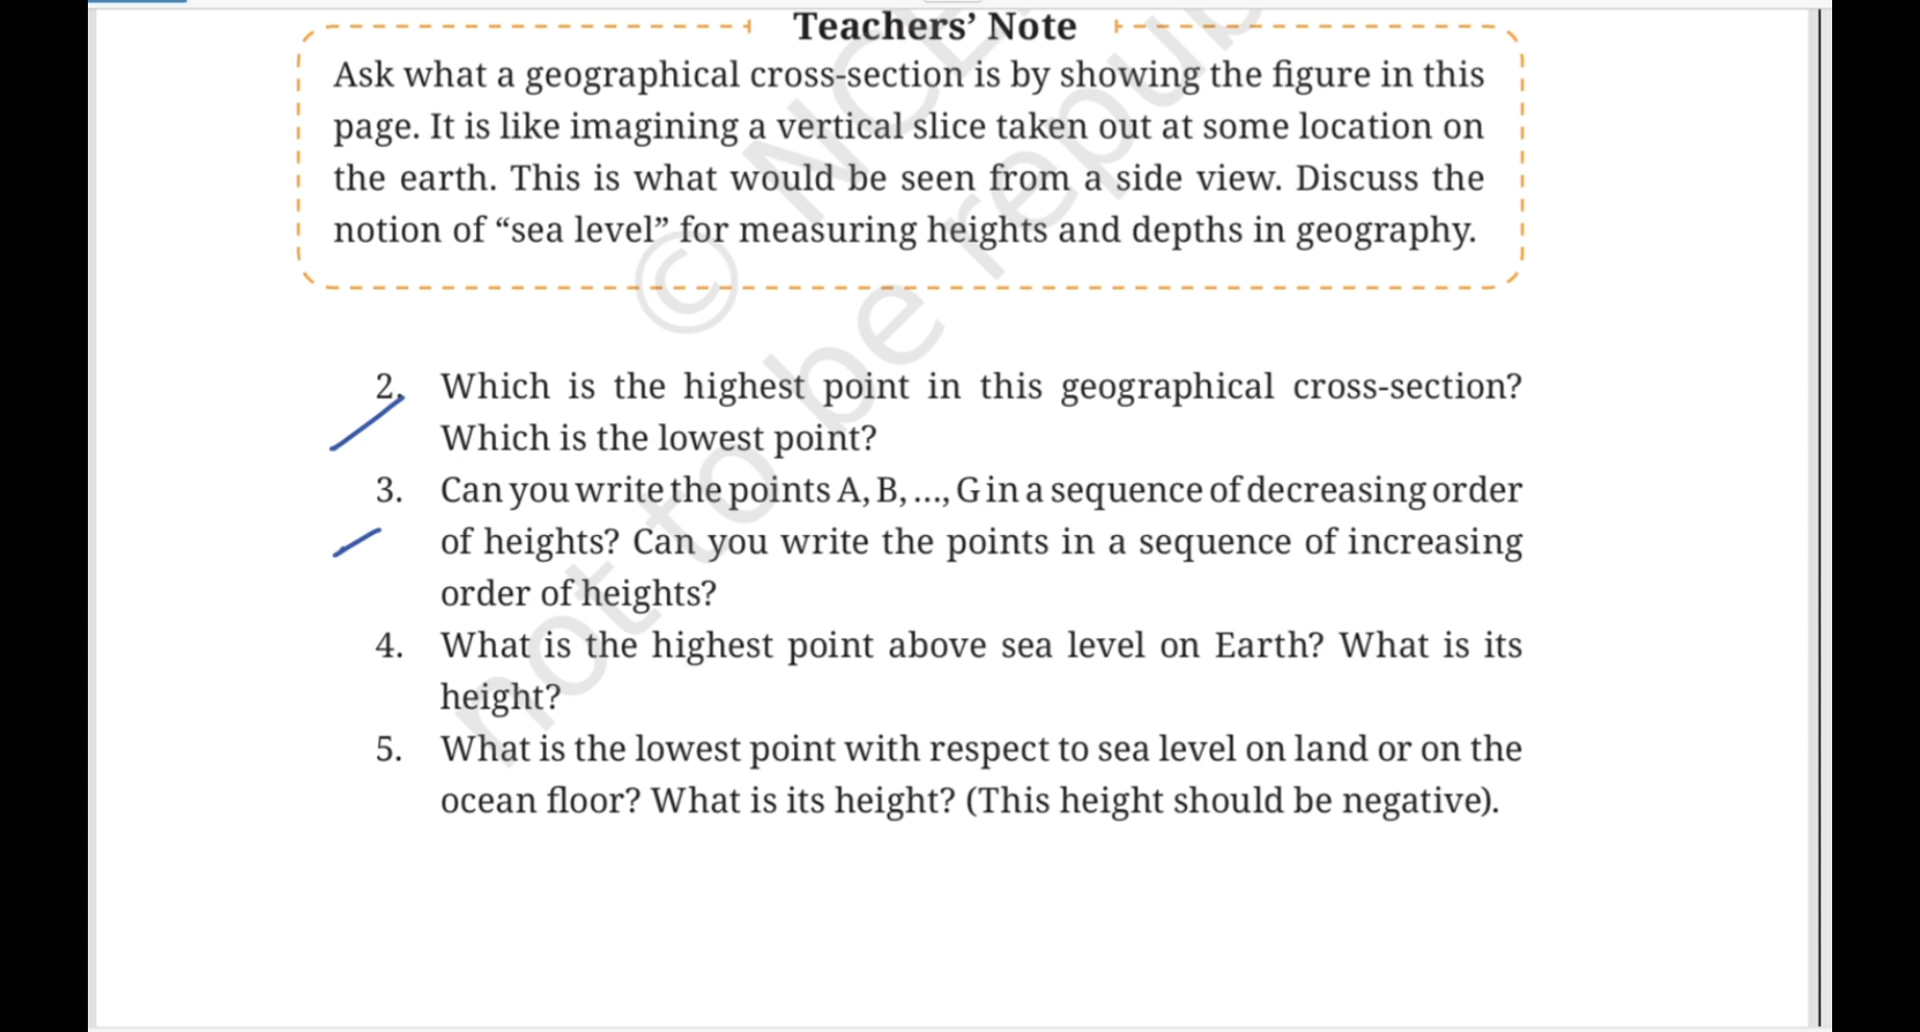 Teachers’ Note
Ask what a geographical cross-section is by showing the figure in this
page. It is like imagining a vertical slice taken out at some location on
the earth. This is what would be seen from a side view. Discuss the
notion of “sea level” for measuring heights and depths in geography.
2. Which is the highest point in this geographical cross-section?
Which is the lowest point?
3. Can you write the points A, B, ..., G in a sequence of decreasing order
of heights? Can you write the points in a sequence of increasing
order of heights?
4. What is the highest point above sea level on Earth? What is its
height?
5. What is the lowest point with respect to sea level on land or on the
ocean floor? What is its height? (This height should be negative).
© NCE
not to be repub